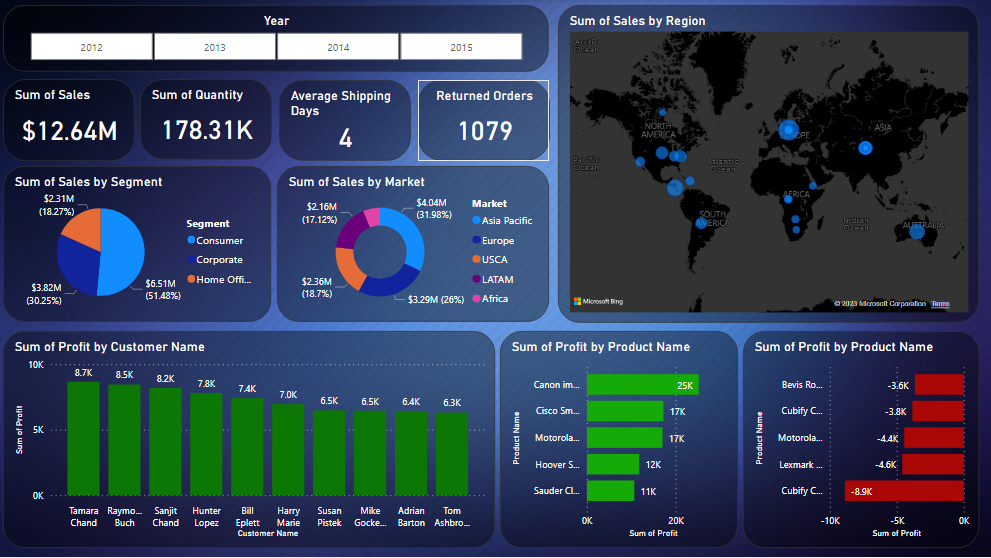 Year
2012
2013
2014
2015
Sum of Sales
$12.64M
Sum of Quantity
178.31K
Average Shipping
Days
4
Returned Orders
1079
Sum of Sales by Region
Arctic
Ocean
NORTH
AMERICA
EUROPE
ASIA
Pacific
Ocean
Atlantic
Ocean
AFRICA
SOUTH
AMERICA
Indian
Ocean
AUSTRALIA
Microsoft Bing
© 2023 Microsoft Corporation Terms
Sum of Sales by Segment
$2.31M
(18.27%)
$3.82M
(30.25%)
$6.51M
(51.48%)
Segment
Consumer
Corporate
Home Offi...
Sum of Sales by Market
$2.16M
(17.12%)
$4.04M
(31.98%)
$2.36M
(18.7%)
$3.29M (26%)
Market
Asia Pacific
Europe
USCA
LATAM
Africa
Sum of Profit by Customer Name
Sum of Profit
10K
5K
0K
8.7K
8.5K
8.2K
7.8K
7.4K
7.0K
6.5K
6.5K
6.4K
6.3K
Tamara
Chand
Raymo...
Buch
Sanjit
Chand
Hunter
Lopez
Bill
Eplett
Harry
Marie
Susan
Pistek
Mike
Gocke...
Adrian
Barton
Tom
Ashbro...
Customer Name
Sum of Profit by Product Name
Product Name
Canon im...
25K
Cisco Sm...
17K
Motorola...
17K
Hoover S...
12K
Sauder Cl...
11K
0K
20K
Sum of Profit
Sum of Profit by Product Name
Product Name
Bevis Ro...
-3.6K
Cubify C...
-3.8K
Motorola...
-4.4K
Lexmark ...
-4.6K
Cubify C...
-8.9K
-10K
-5K
0K
Sum of Profit